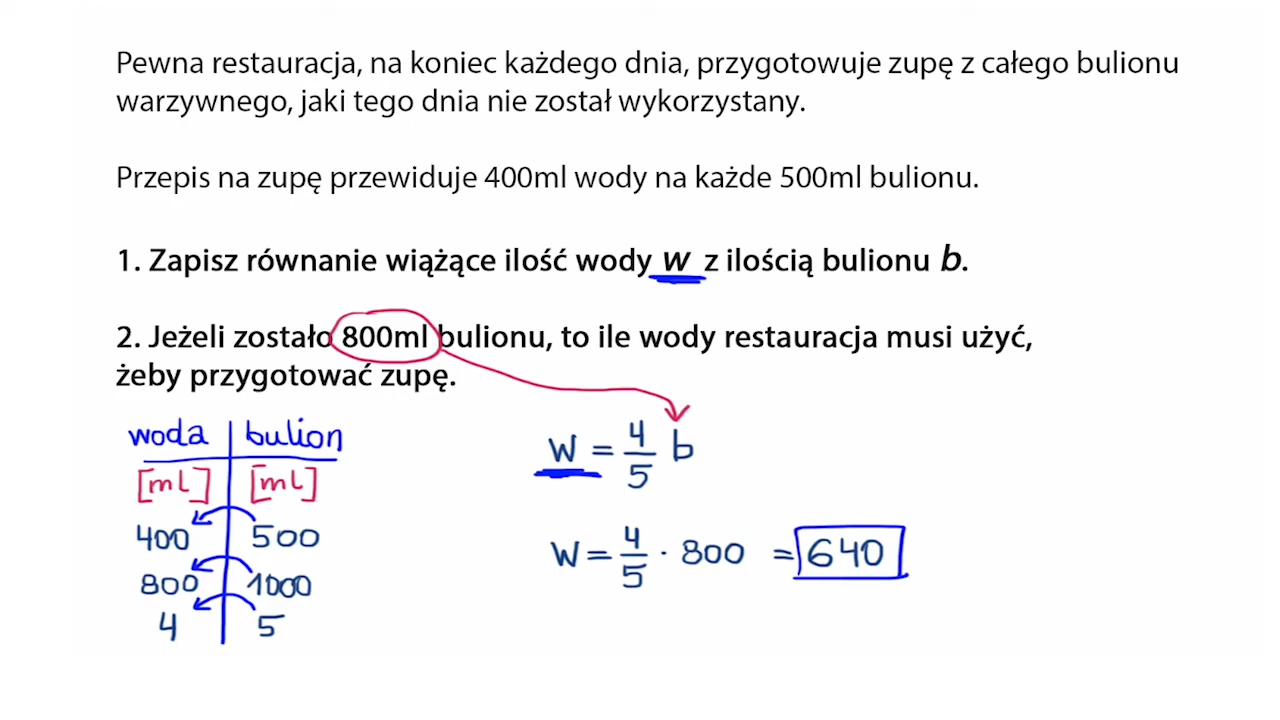 Pewna restauracja, na koniec każdego dnia, przygotowuje zupę z całego bulionu
warzywnego, jaki tego dnia nie został wykorzystany.
Przepis na zupę przewiduje 400ml wody na każde 500ml bulionu.
1. Zapisz równanie wiążące ilość wody w z ilością bulionu b.
2. Jeżeli zostało 800ml bulionu, to ile wody restauracja musi użyć,
żeby przygotować zupę.
woda | bulion
[ml] [ml]
400 500
800 1000
4 5
w = 4/5 b
w = 4/5 · 800 = 640